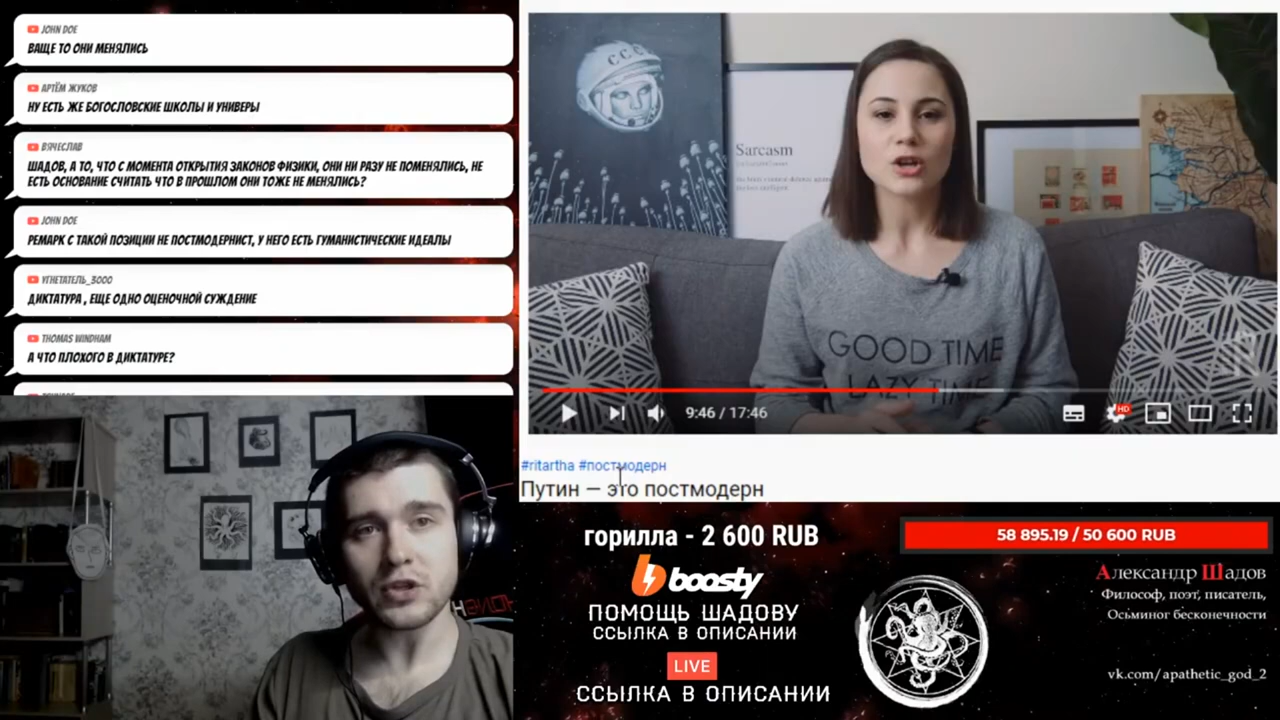 JOHN DOE
ВАЩЕ ТО ОНИ МЕНЯЛИСЬ
АРТЁМ ЖУКОВ
НУ ЕСТЬ ЖЕ БОГОСЛОВСКИЕ ШКОЛЫ И УНИВЕРЫ
ВЯЧЕСЛАВ
ШАДОВ, А ТО, ЧТО С МОМЕНТА ОТКРЫТИЯ ЗАКОНОВ ФИЗИКИ, ОНИ НИ РАЗУ НЕ ПОМЕНЯЛИСЬ, НЕ
ЕСТЬ ОСНОВАНИЕ СЧИТАТЬ ЧТО В ПРОШЛОМ ОНИ ТОЖЕ НЕ МЕНЯЛИСЬ?
JOHN DOE
РЕМАРК С ТАКОЙ ПОЗИЦИИ НЕ ПОСТМОДЕРНИСТ, У НЕГО ЕСТЬ ГУМАНИСТИЧЕСКИЕ ИДЕАЛЫ
УГНЕТАТЕЛЬ_3000
ДИКТАТУРА , ЕЩЕ ОДНО ОЦЕНОЧНОЙ СУЖДЕНИЕ
THOMAS WINDHAM
А ЧТО ПЛОХОГО В ДИКТАТУРЕ?
СССР
Sarcasm
GOOD TIME
LAZY TIME
9:46 / 17:46
HD
#ritartha #постмодерн
Путин — это постмодерн
горилла - 2 600 RUB
boosty
ПОМОЩЬ ШАДОВУ
ССЫЛКА В ОПИСАНИИ
LIVE
ССЫЛКА В ОПИСАНИИ
58 895.19 / 50 600 RUB
Александр Шадов
Философ, поэт, писатель,
Осьминог бесконечности
vk.com/apathetic_god_2